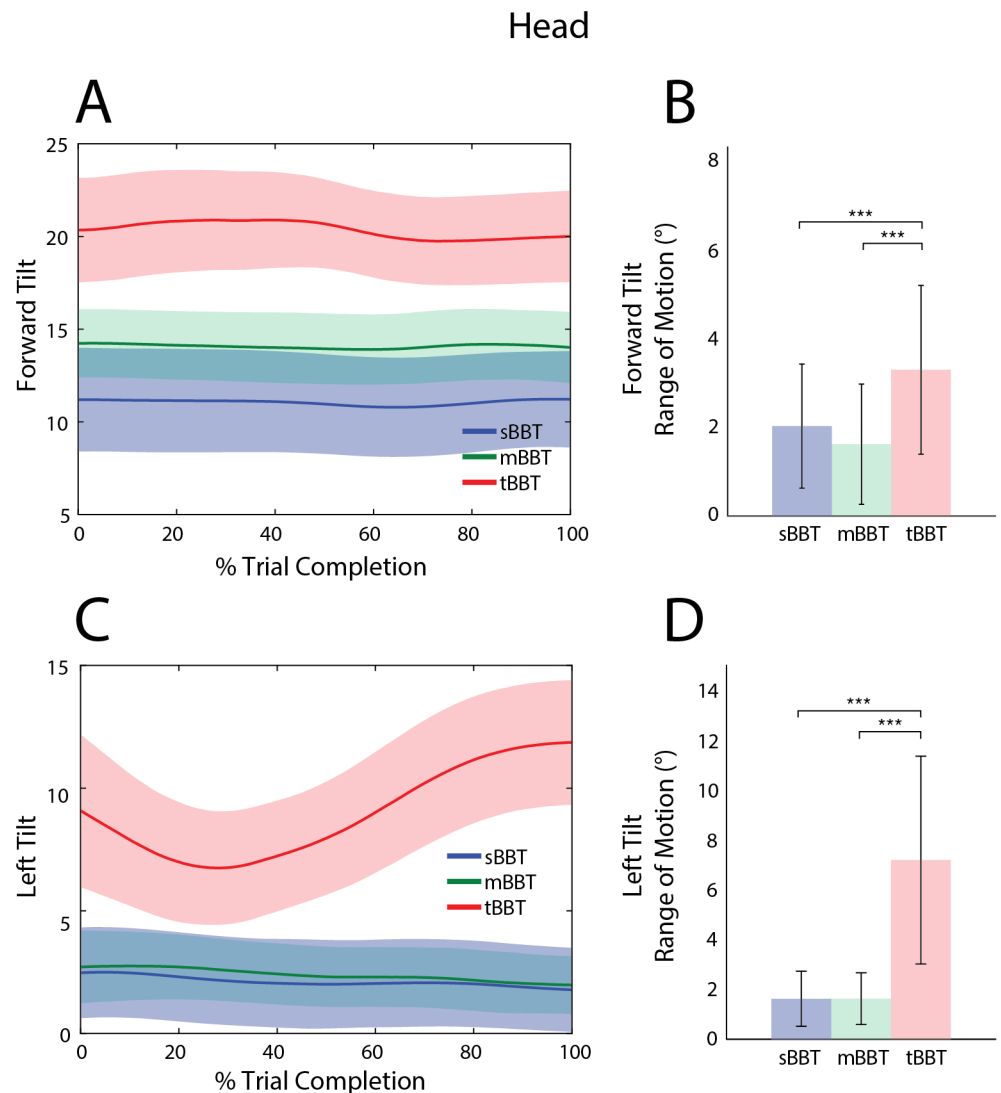 Head
A
25
20
15
10
5
Forward Tilt
0 20 40 60 80 100
% Trial Completion
sBBT
mBBT
tBBT
B
8
6
4
2
0
Forward Tilt
Range of Motion (°)
***
***
sBBT mBBT tBBT
C
15
10
5
0
Left Tilt
0 20 40 60 80 100
% Trial Completion
sBBT
mBBT
tBBT
D
14
12
10
8
6
4
2
0
Left Tilt
Range of Motion (°)
***
***
sBBT mBBT tBBT